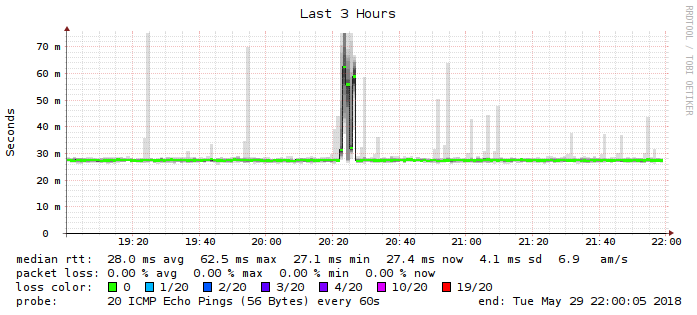 Last 3 Hours
RRDTOOL / TOBI OETIKER
Seconds
70 m
60 m
50 m
40 m
30 m
20 m
10 m
0
19:20 19:40 20:00 20:20 20:40 21:00 21:20 21:40 22:00
median rtt: 28.0 ms avg 62.5 ms max 27.1 ms min 27.4 ms now 4.1 ms sd 6.9 am/s
packet loss: 0.00 % avg 0.00 % max 0.00 % min 0.00 % now
loss color: 0 1/20 2/20 3/20 4/20 10/20 19/20
probe: 20 ICMP Echo Pings (56 Bytes) every 60s end: Tue May 29 22:00:05 2018